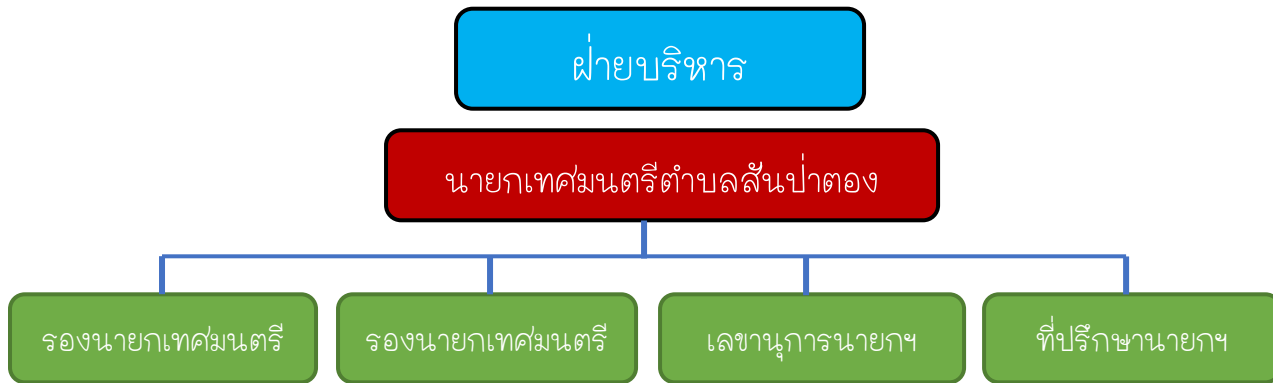 ฝ่ายบริหาร
นายกเทศมนตรีตำบลสันป่าตอง
รองนายกเทศมนตรี
รองนายกเทศมนตรี
เลขานุการนายกฯ
ที่ปรึกษานายกฯ